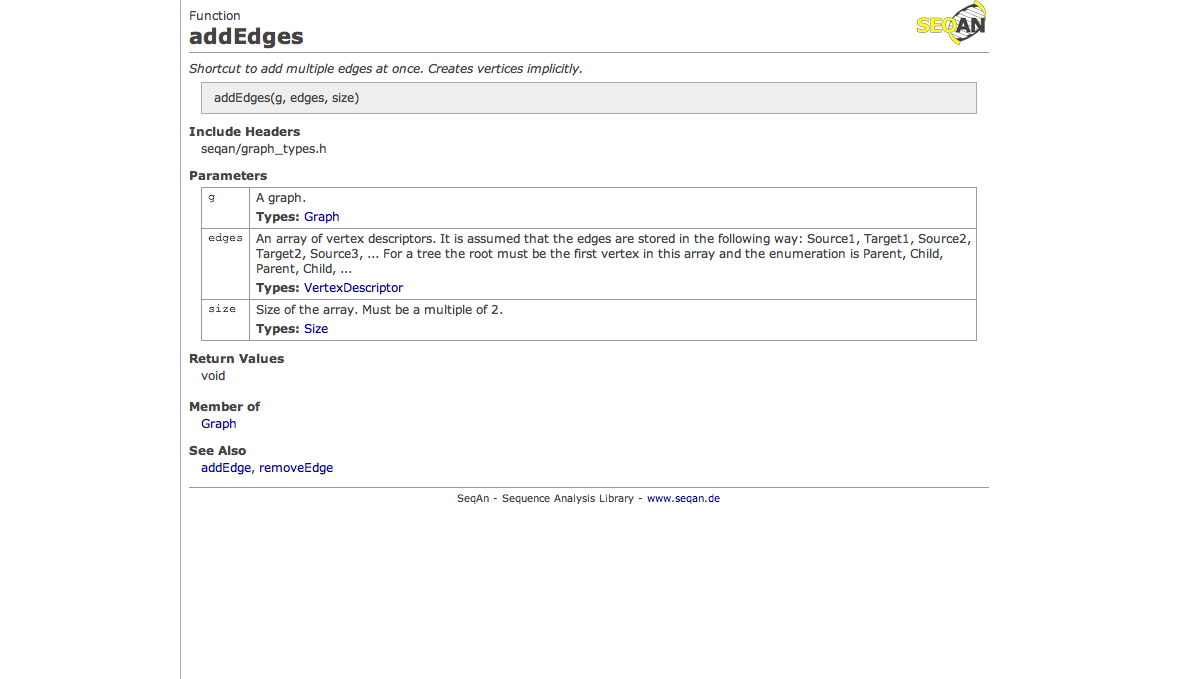 Function
addEdges
SEQAN
Shortcut to add multiple edges at once. Creates vertices implicitly.
addEdges(g, edges, size)
Include Headers
seqan/graph_types.h
Parameters
g
A graph.
Types: Graph
edges
An array of vertex descriptors. It is assumed that the edges are stored in the following way: Source1, Target1, Source2,
Target2, Source3, ... For a tree the root must be the first vertex in this array and the enumeration is Parent, Child,
Parent, Child, ...
Types: VertexDescriptor
size
Size of the array. Must be a multiple of 2.
Types: Size
Return Values
void
Member of
Graph
See Also
addEdge, removeEdge
SeqAn - Sequence Analysis Library - www.seqan.de